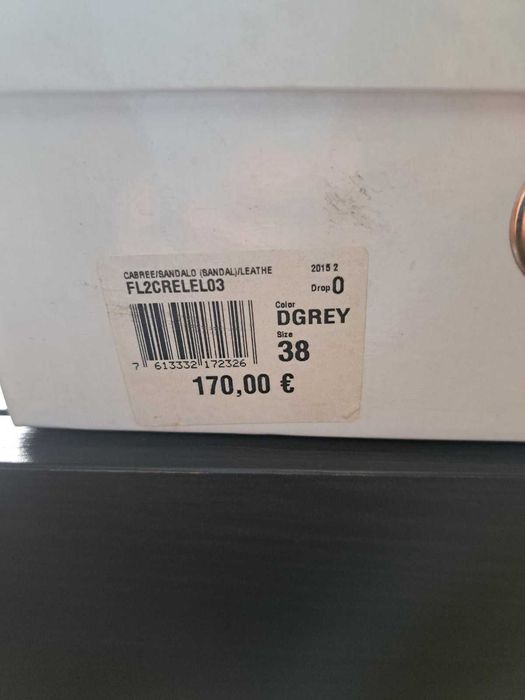 CABREE/SANDALO (SANDAL)/LEATHE 2015 2
FL2CRELEL03 Drop 0
Color
DGREY
Size
38
7 613332 172326
170,00 €